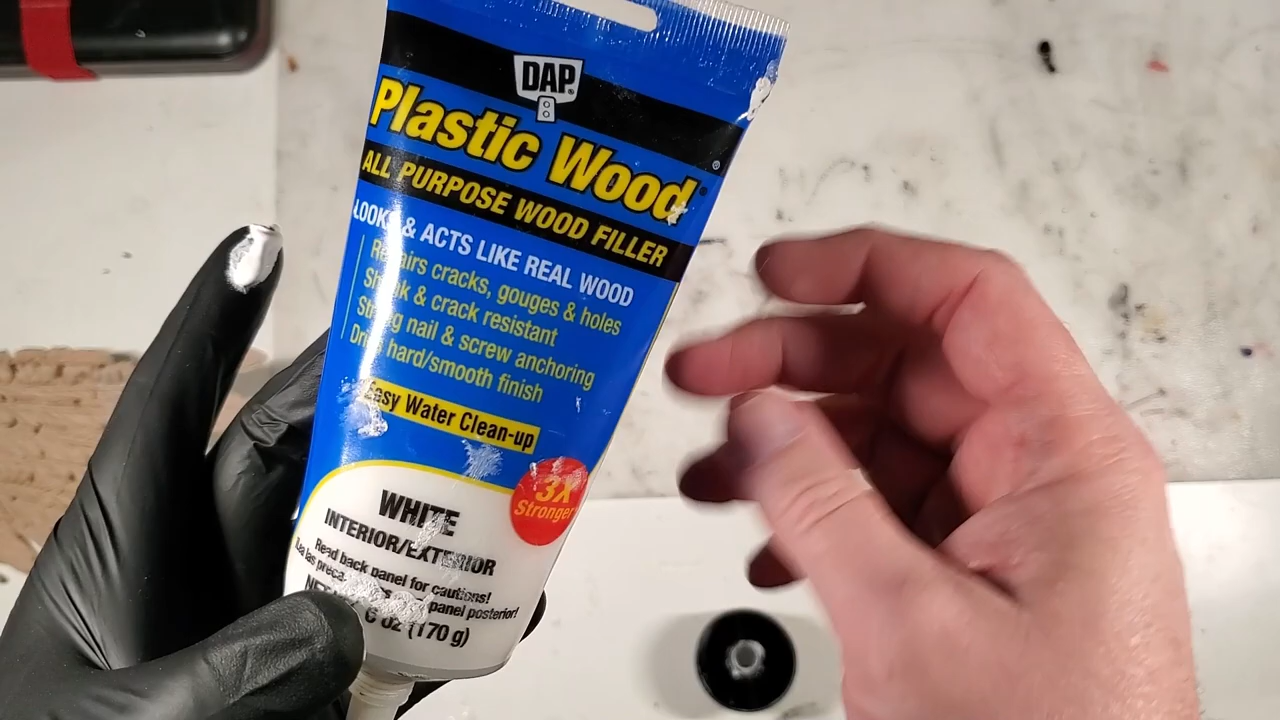 DAP
Plastic Wood
ALL PURPOSE WOOD FILLER
LOOKS & ACTS LIKE REAL WOOD
Repairs cracks, gouges & holes
Shrink & crack resistant
Strong nail & screw anchoring
Dries hard/smooth finish
Easy Water Clean-up
3X
Stronger
WHITE
INTERIOR/EXTERIOR
Read back panel for cautions!
panel posterior!
NET
6 oz (170 g)